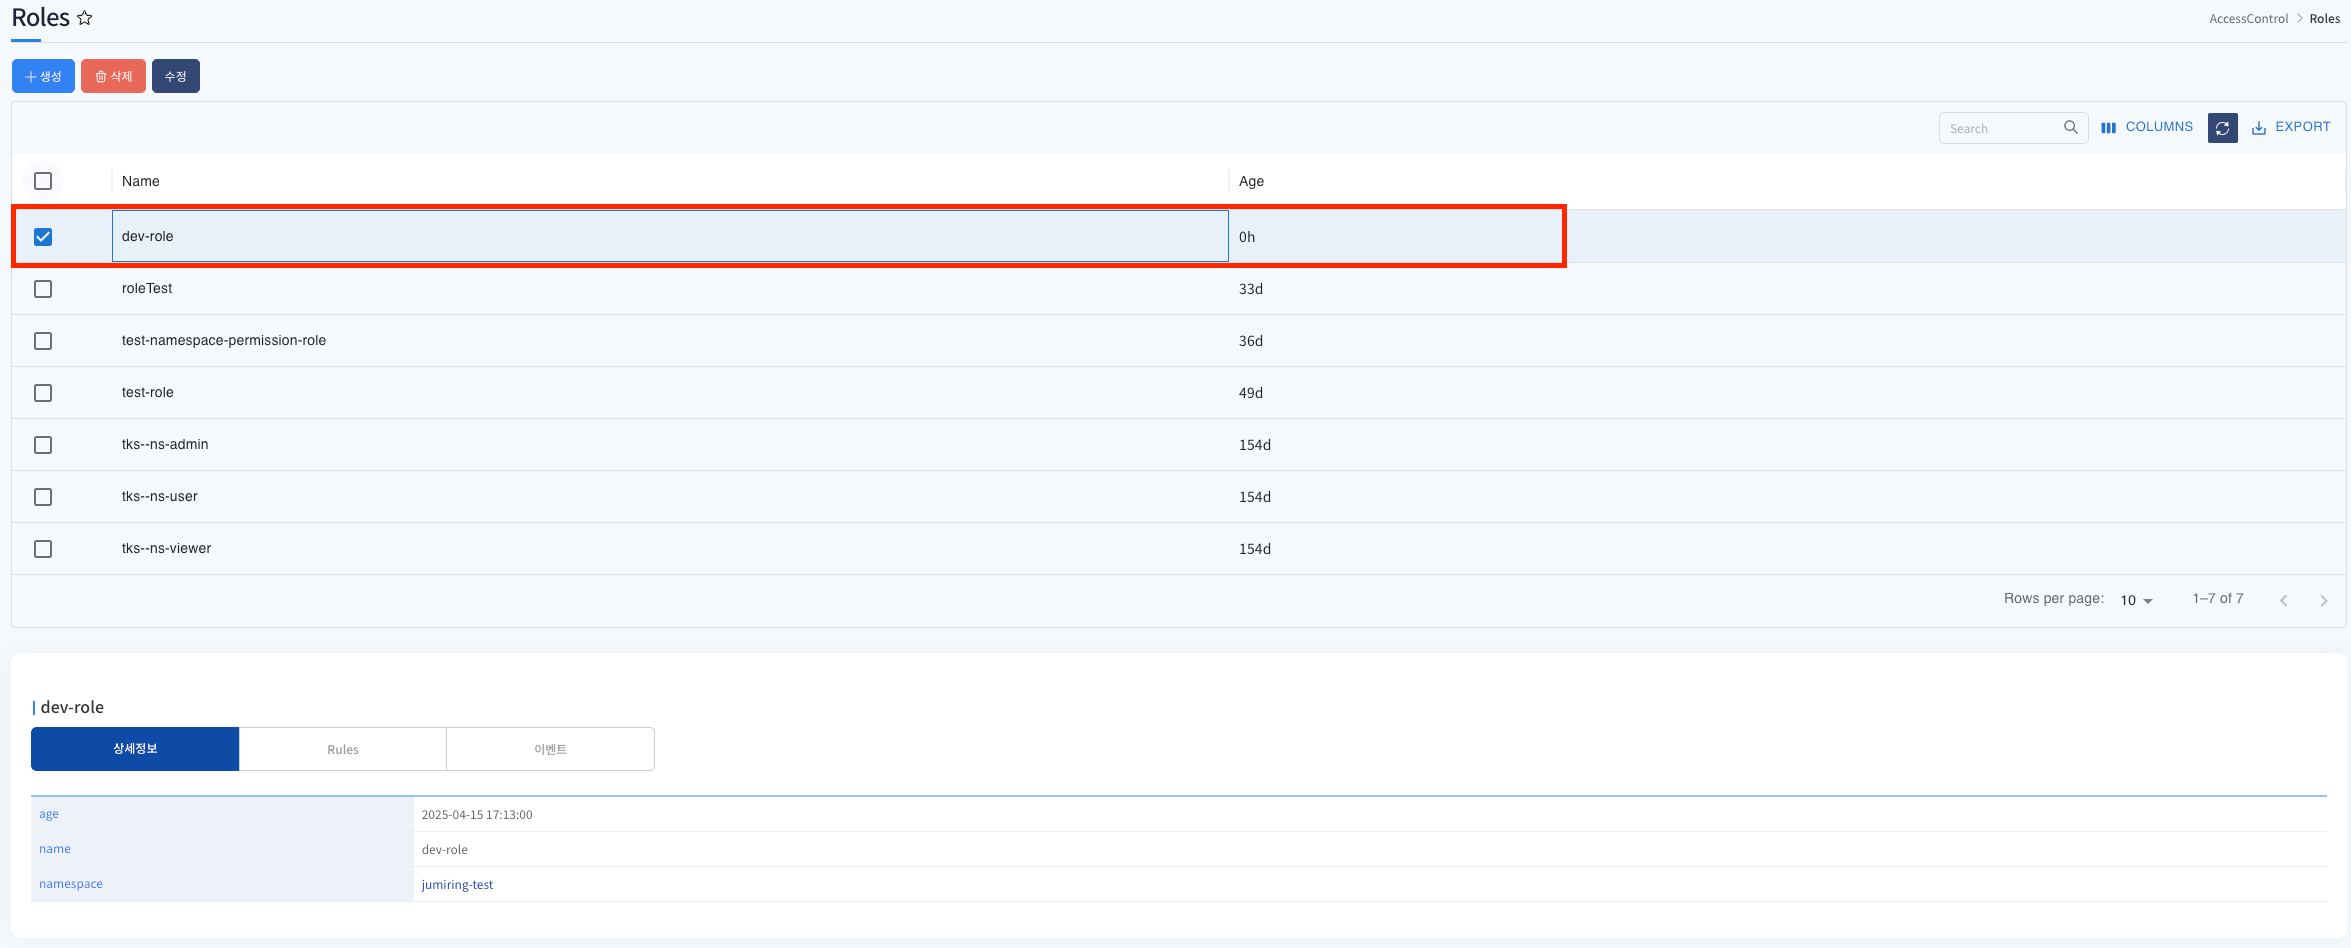 Roles
AccessControl > Roles
생성 삭제 수정
Search COLUMNS EXPORT
Name Age
dev-role 0h
roleTest 33d
test-namespace-permission-role 36d
test-role 49d
tks--ns-admin 154d
tks--ns-user 154d
tks--ns-viewer 154d
Rows per page: 10 1–7 of 7
dev-role
상세정보 Rules 이벤트
age 2025-04-15 17:13:00
name dev-role
namespace jumiring-test